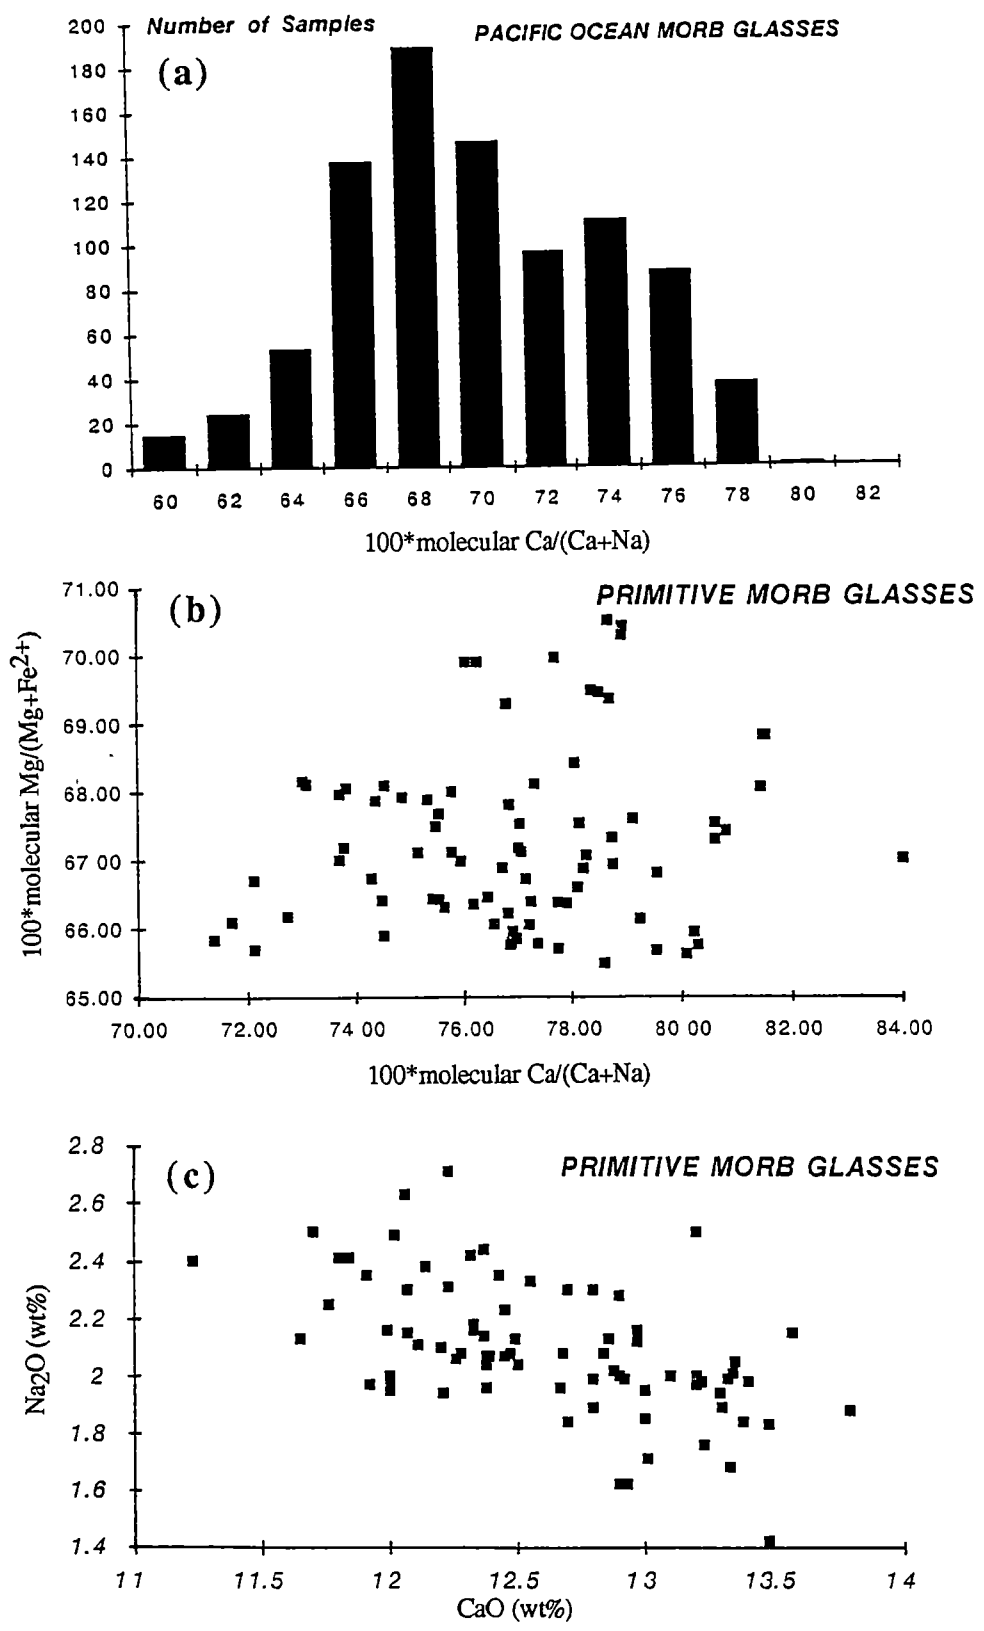 Number of Samples
PACIFIC OCEAN MORB GLASSES
(a)
200
180
160
140
120
100
80
60
40
20
0
60 62 64 66 68 70 72 74 76 78 80 82
100*molecular Ca/(Ca+Na)
PRIMITIVE MORB GLASSES
(b)
100*molecular Mg/(Mg+Fe2+)
71.00
70.00
69.00
68.00
67 00
66.00
65.00
70.00 72.00 74 00 76.00 78.00 80 00 82.00 84.00
100*molecular Ca/(Ca+Na)
PRIMITIVE MORB GLASSES
(c)
Na2O (wt%)
2.8
2.6
2.4
2.2
2
1.8
1.6
1.4
11 11.5 12 12.5 13 13.5 14
CaO (wt%)